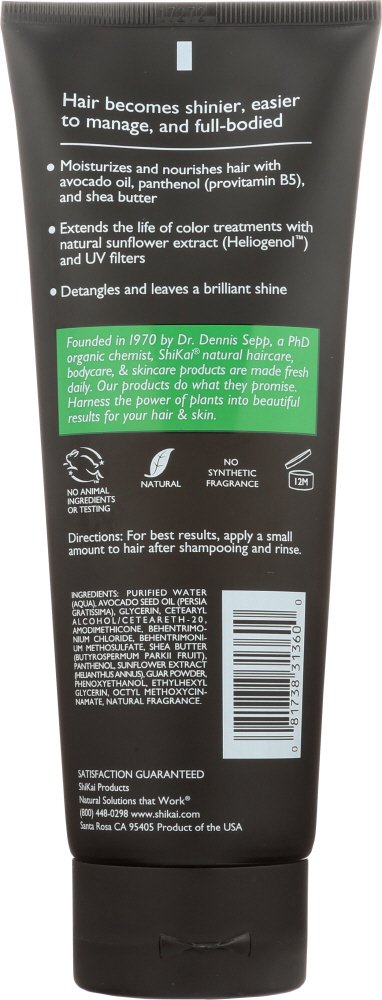 Hair becomes shinier, easier
to manage, and full-bodied
• Moisturizes and nourishes hair with
avocado oil, panthenol (provitamin B5),
and shea butter
• Extends the life of color treatments with
natural sunflower extract (Heliogenol™)
and UV filters
• Detangles and leaves a brilliant shine
Founded in 1970 by Dr. Dennis Sepp, a PhD
organic chemist, ShiKai® natural haircare,
bodycare, & skincare products are made fresh
daily. Our products do what they promise.
Harness the power of plants into beautiful
results for your hair & skin.
NO ANIMAL
INGREDIENTS
OR TESTING
NATURAL
NO
SYNTHETIC
FRAGRANCE
12M
Directions: For best results, apply a small
amount to hair after shampooing and rinse.
INGREDIENTS: PURIFIED WATER
(AQUA), AVOCADO SEED OIL (PERSIA
GRATISSIMA), GLYCERIN, CETEARYL
ALCOHOL/CETEARETH-20,
AMODIMETHICONE, BEHENTRIMO-
NIUM CHLORIDE, BEHENTRIMONI-
UM METHOSULFATE, SHEA BUTTER
(BUTYROSPERMUM PARKII FRUIT),
PANTHENOL, SUNFLOWER EXTRACT
(HELIANTHUS ANNUS), GUAR POWDER,
PHENOXYETHANOL, ETHYLHEXYL
GLYCERIN, OCTYL METHOXYCIN-
NAMATE, NATURAL FRAGRANCE.
0 81738 31360 0
SATISFACTION GUARANTEED
ShiKai Products
Natural Solutions that Work®
(800) 448-0298 www.shikai.com
Santa Rosa CA 95405 Product of the USA